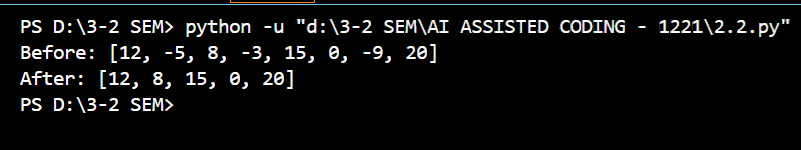 PS D:\3-2 SEM> python -u "d:\3-2 SEM\AI ASSISTED CODING - 1221\2.2.py"
Before: [12, -5, 8, -3, 15, 0, -9, 20]
After: [12, 8, 15, 0, 20]
PS D:\3-2 SEM>